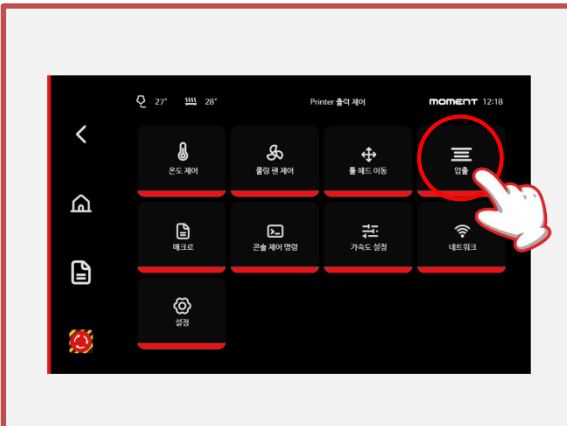 27° 28° Printer 출력 제어 moment 12:18
온도 제어 쿨링 팬 제어 툴 헤드 이동 압출
매크로 콘솔 제어 명령 가속도 설정 네트워크
설정